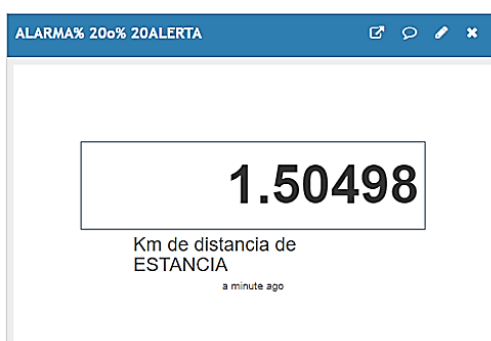 ALARMA% 20o% 20ALERTA
1.50498
Km de distancia de
ESTANCIA
a minute ago